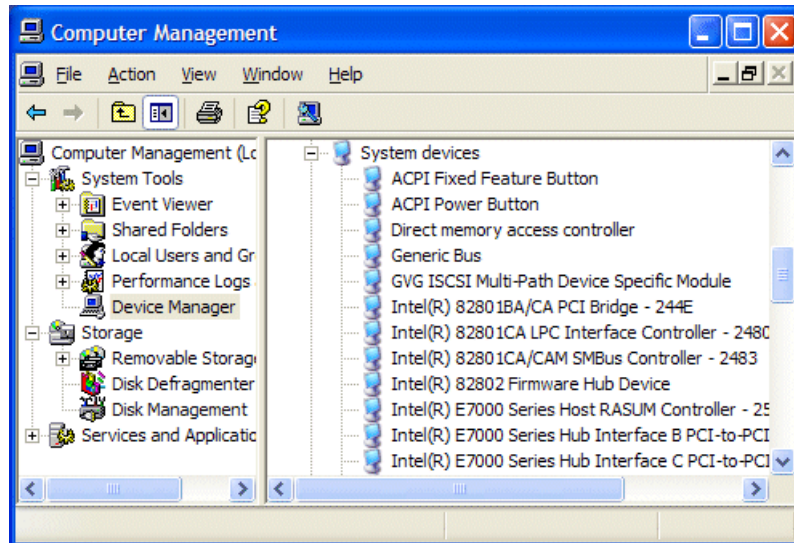 Computer Management
File Action View Window Help
Computer Management (Lc
System Tools
Event Viewer
Shared Folders
Local Users and Gr
Performance Logs
Device Manager
Storage
Removable Storag
Disk Defragmenter
Disk Management
Services and Applicatic
System devices
ACPI Fixed Feature Button
ACPI Power Button
Direct memory access controller
Generic Bus
GVG ISCSI Multi-Path Device Specific Module
Intel(R) 82801BA/CA PCI Bridge - 244E
Intel(R) 82801CA LPC Interface Controller - 2480
Intel(R) 82801CA/CAM SMBus Controller - 2483
Intel(R) 82802 Firmware Hub Device
Intel(R) E7000 Series Host RASUM Controller - 25
Intel(R) E7000 Series Hub Interface B PCI-to-PCI
Intel(R) E7000 Series Hub Interface C PCI-to-PCI